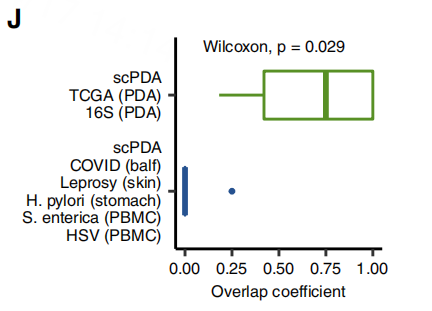 J
Wilcoxon, p = 0.029
scPDA
TCGA (PDA)
16S (PDA)
scPDA
COVID (balf)
Leprosy (skin)
H. pylori (stomach)
S. enterica (PBMC)
HSV (PBMC)
0.00 0.25 0.50 0.75 1.00
Overlap coefficient